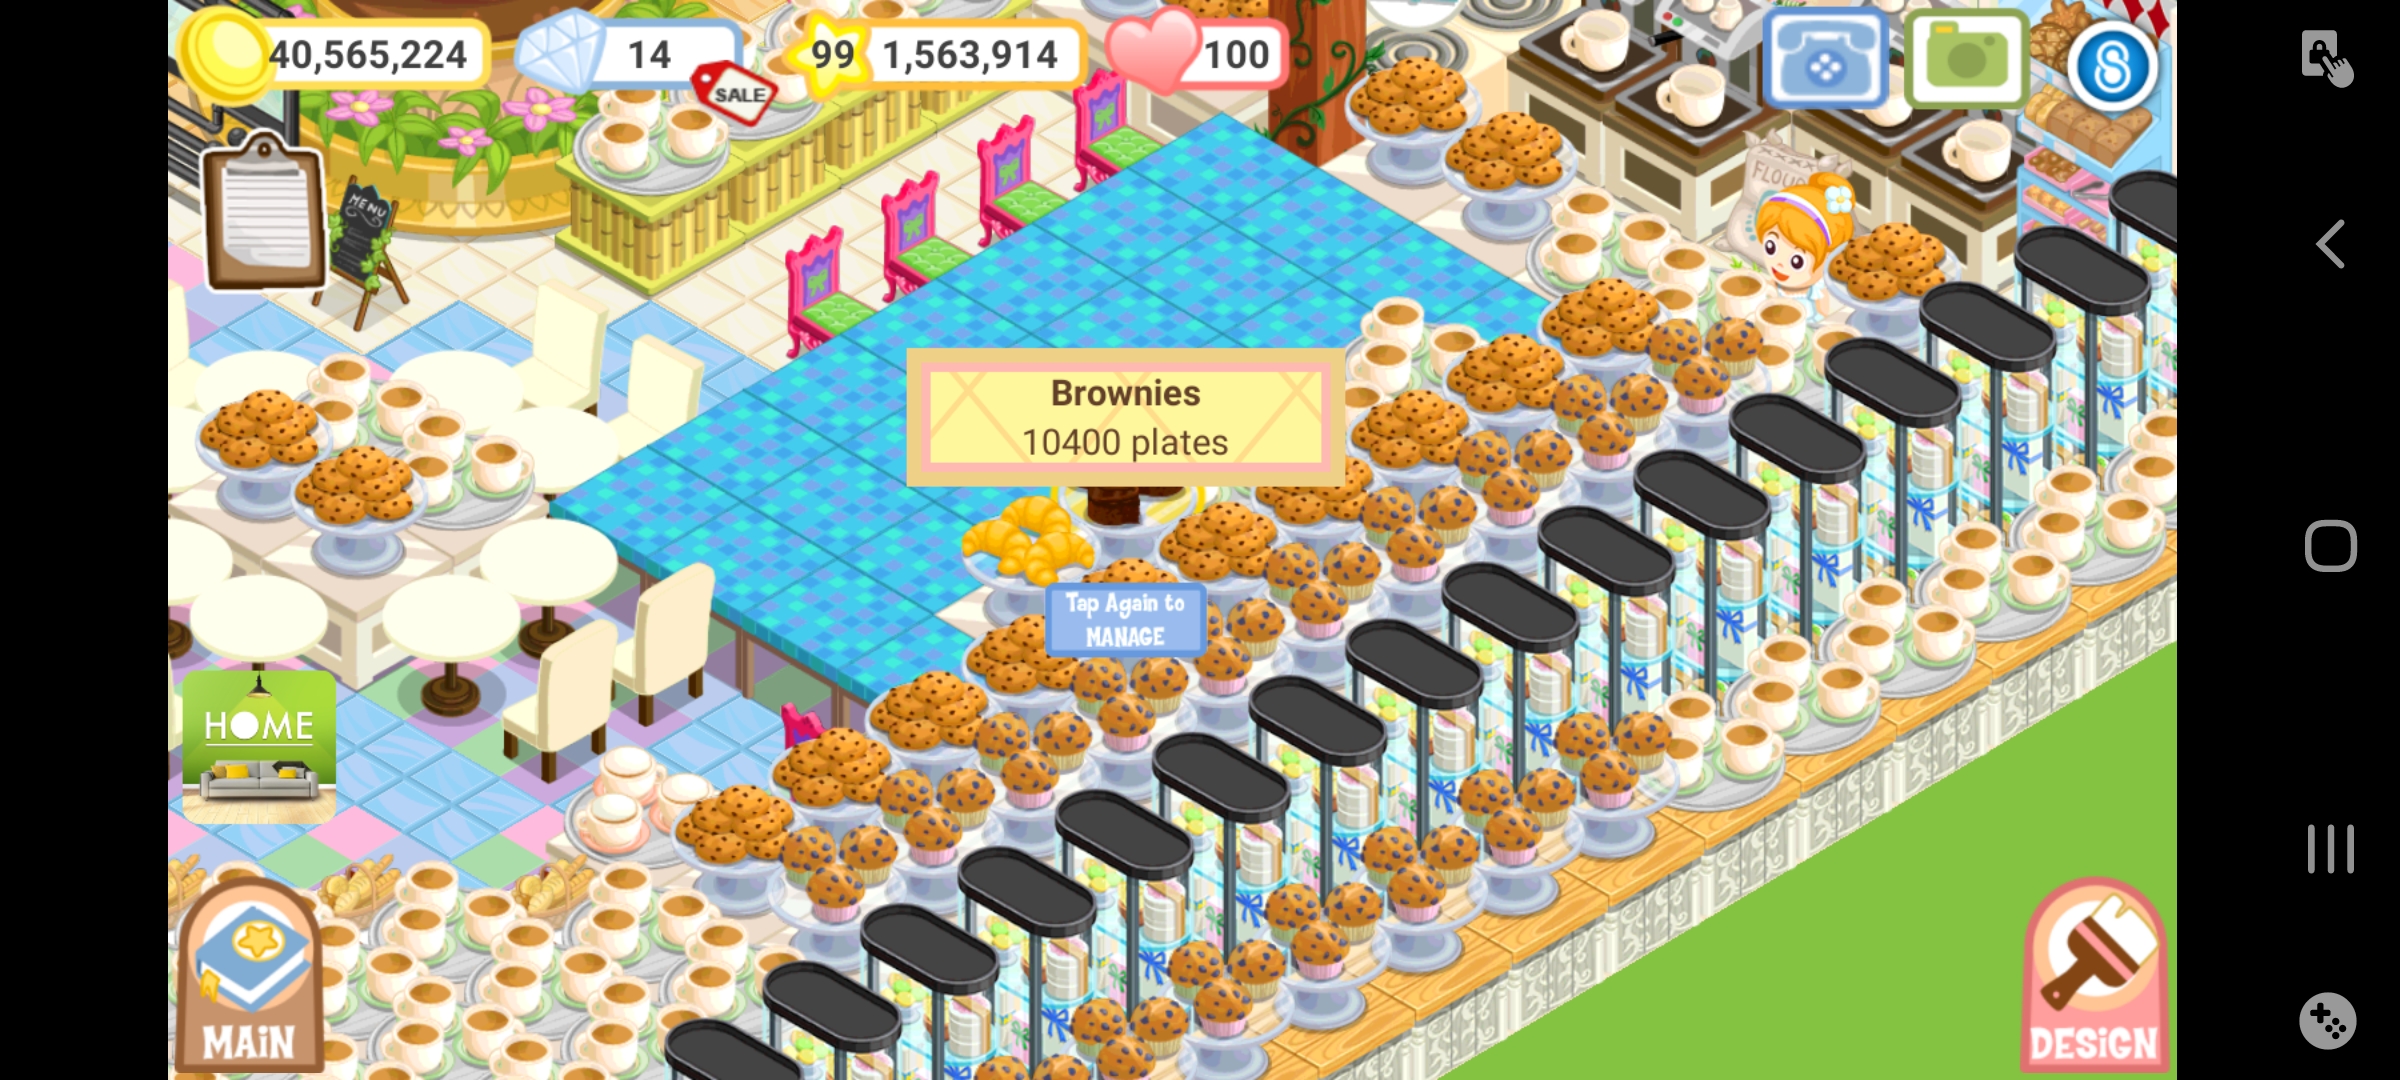 40,565,224
14
SALE
99
1,563,914
100
MENU
FLOUR
Brownies
10400 plates
Tap Again to
MANAGE
HOME
MAiN
DESiGN